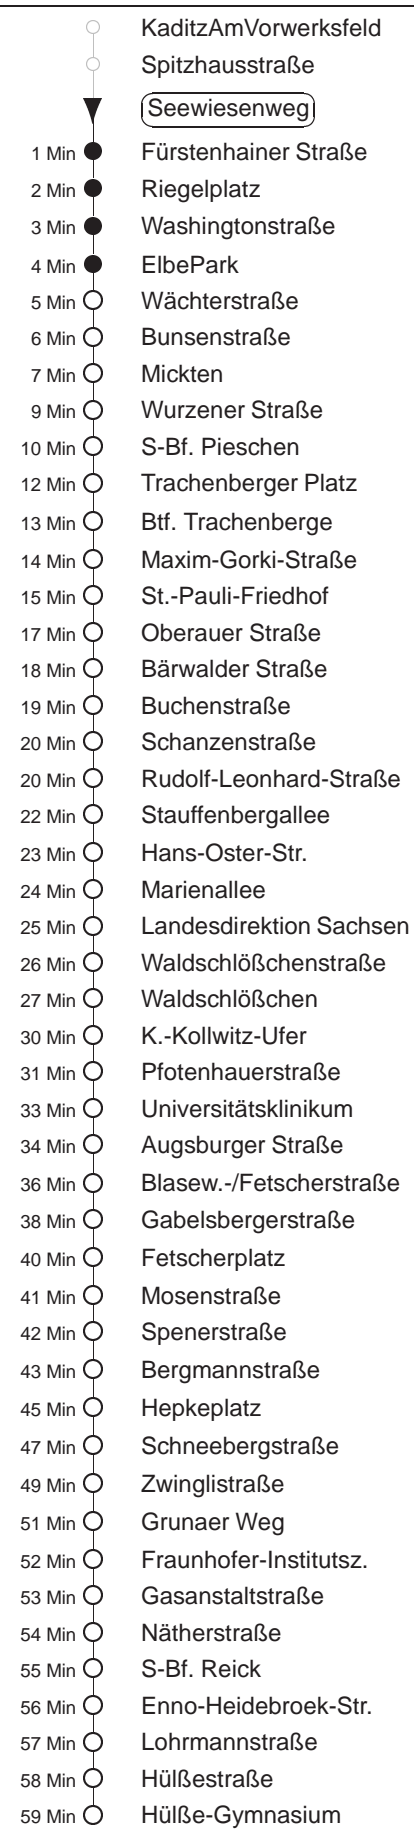 KaditzAmVorwerksfeld
Spitzhausstraße
Seewiesenweg
1 Min Fürstenhainer Straße
2 Min Riegelplatz
3 Min Washingtonstraße
4 Min ElbePark
5 Min Wächterstraße
6 Min Bunsenstraße
7 Min Mickten
9 Min Wurzener Straße
10 Min S-Bf. Pieschen
12 Min Trachenberger Platz
13 Min Btf. Trachenberge
14 Min Maxim-Gorki-Straße
15 Min St.-Pauli-Friedhof
17 Min Oberauer Straße
18 Min Bärwalder Straße
19 Min Buchenstraße
20 Min Schanzenstraße
20 Min Rudolf-Leonhard-Straße
22 Min Stauffenbergallee
23 Min Hans-Oster-Str.
24 Min Marienallee
25 Min Landesdirektion Sachsen
26 Min Waldschlößchenstraße
27 Min Waldschlößchen
30 Min K.-Kollwitz-Ufer
31 Min Pfotenhauerstraße
33 Min Universitätsklinikum
34 Min Augsburger Straße
36 Min Blasew.-/Fetscherstraße
38 Min Gabelsbergerstraße
40 Min Fetscherplatz
41 Min Mosenstraße
42 Min Spenerstraße
43 Min Bergmannstraße
45 Min Hepkeplatz
47 Min Schneebergstraße
49 Min Zwinglistraße
51 Min Grunaer Weg
52 Min Fraunhofer-Institutsz.
53 Min Gasanstaltstraße
54 Min Nätherstraße
55 Min S-Bf. Reick
56 Min Enno-Heidebroek-Str.
57 Min Lohrmannstraße
58 Min Hülßestraße
59 Min Hülße-Gymnasium